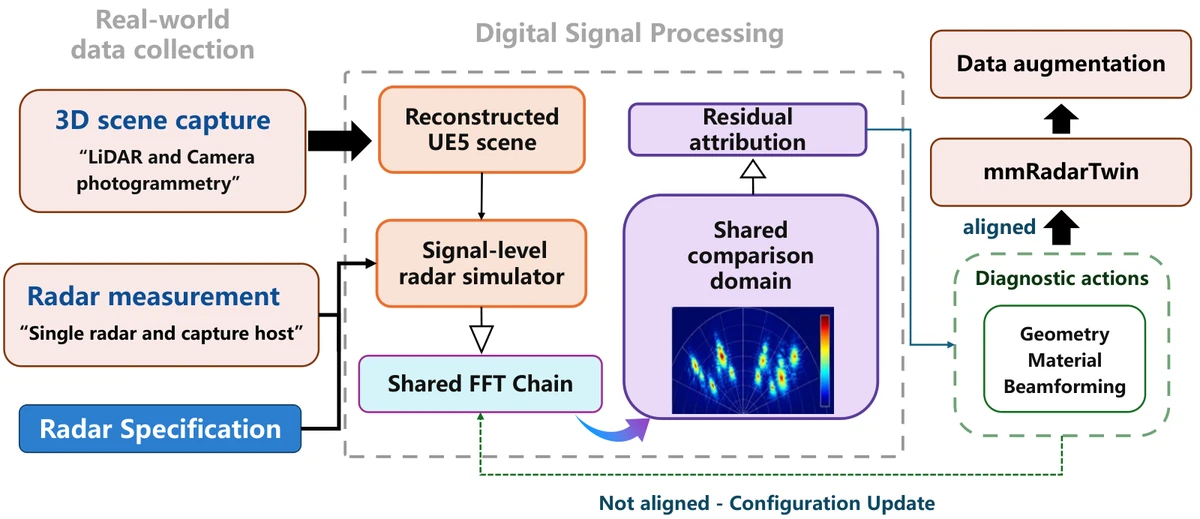 Real-world
data collection
3D scene capture
“LiDAR and Camera
photogrammetry”
Radar measurement
“Single radar and capture host”
Radar Specification
Digital Signal Processing
Reconstructed
UE5 scene
Signal-level
radar simulator
Shared FFT Chain
Residual
attribution
Shared
comparison
domain
Data augmentation
mmRadarTwin
aligned
Diagnostic actions
Geometry
Material
Beamforming
Not aligned - Configuration Update